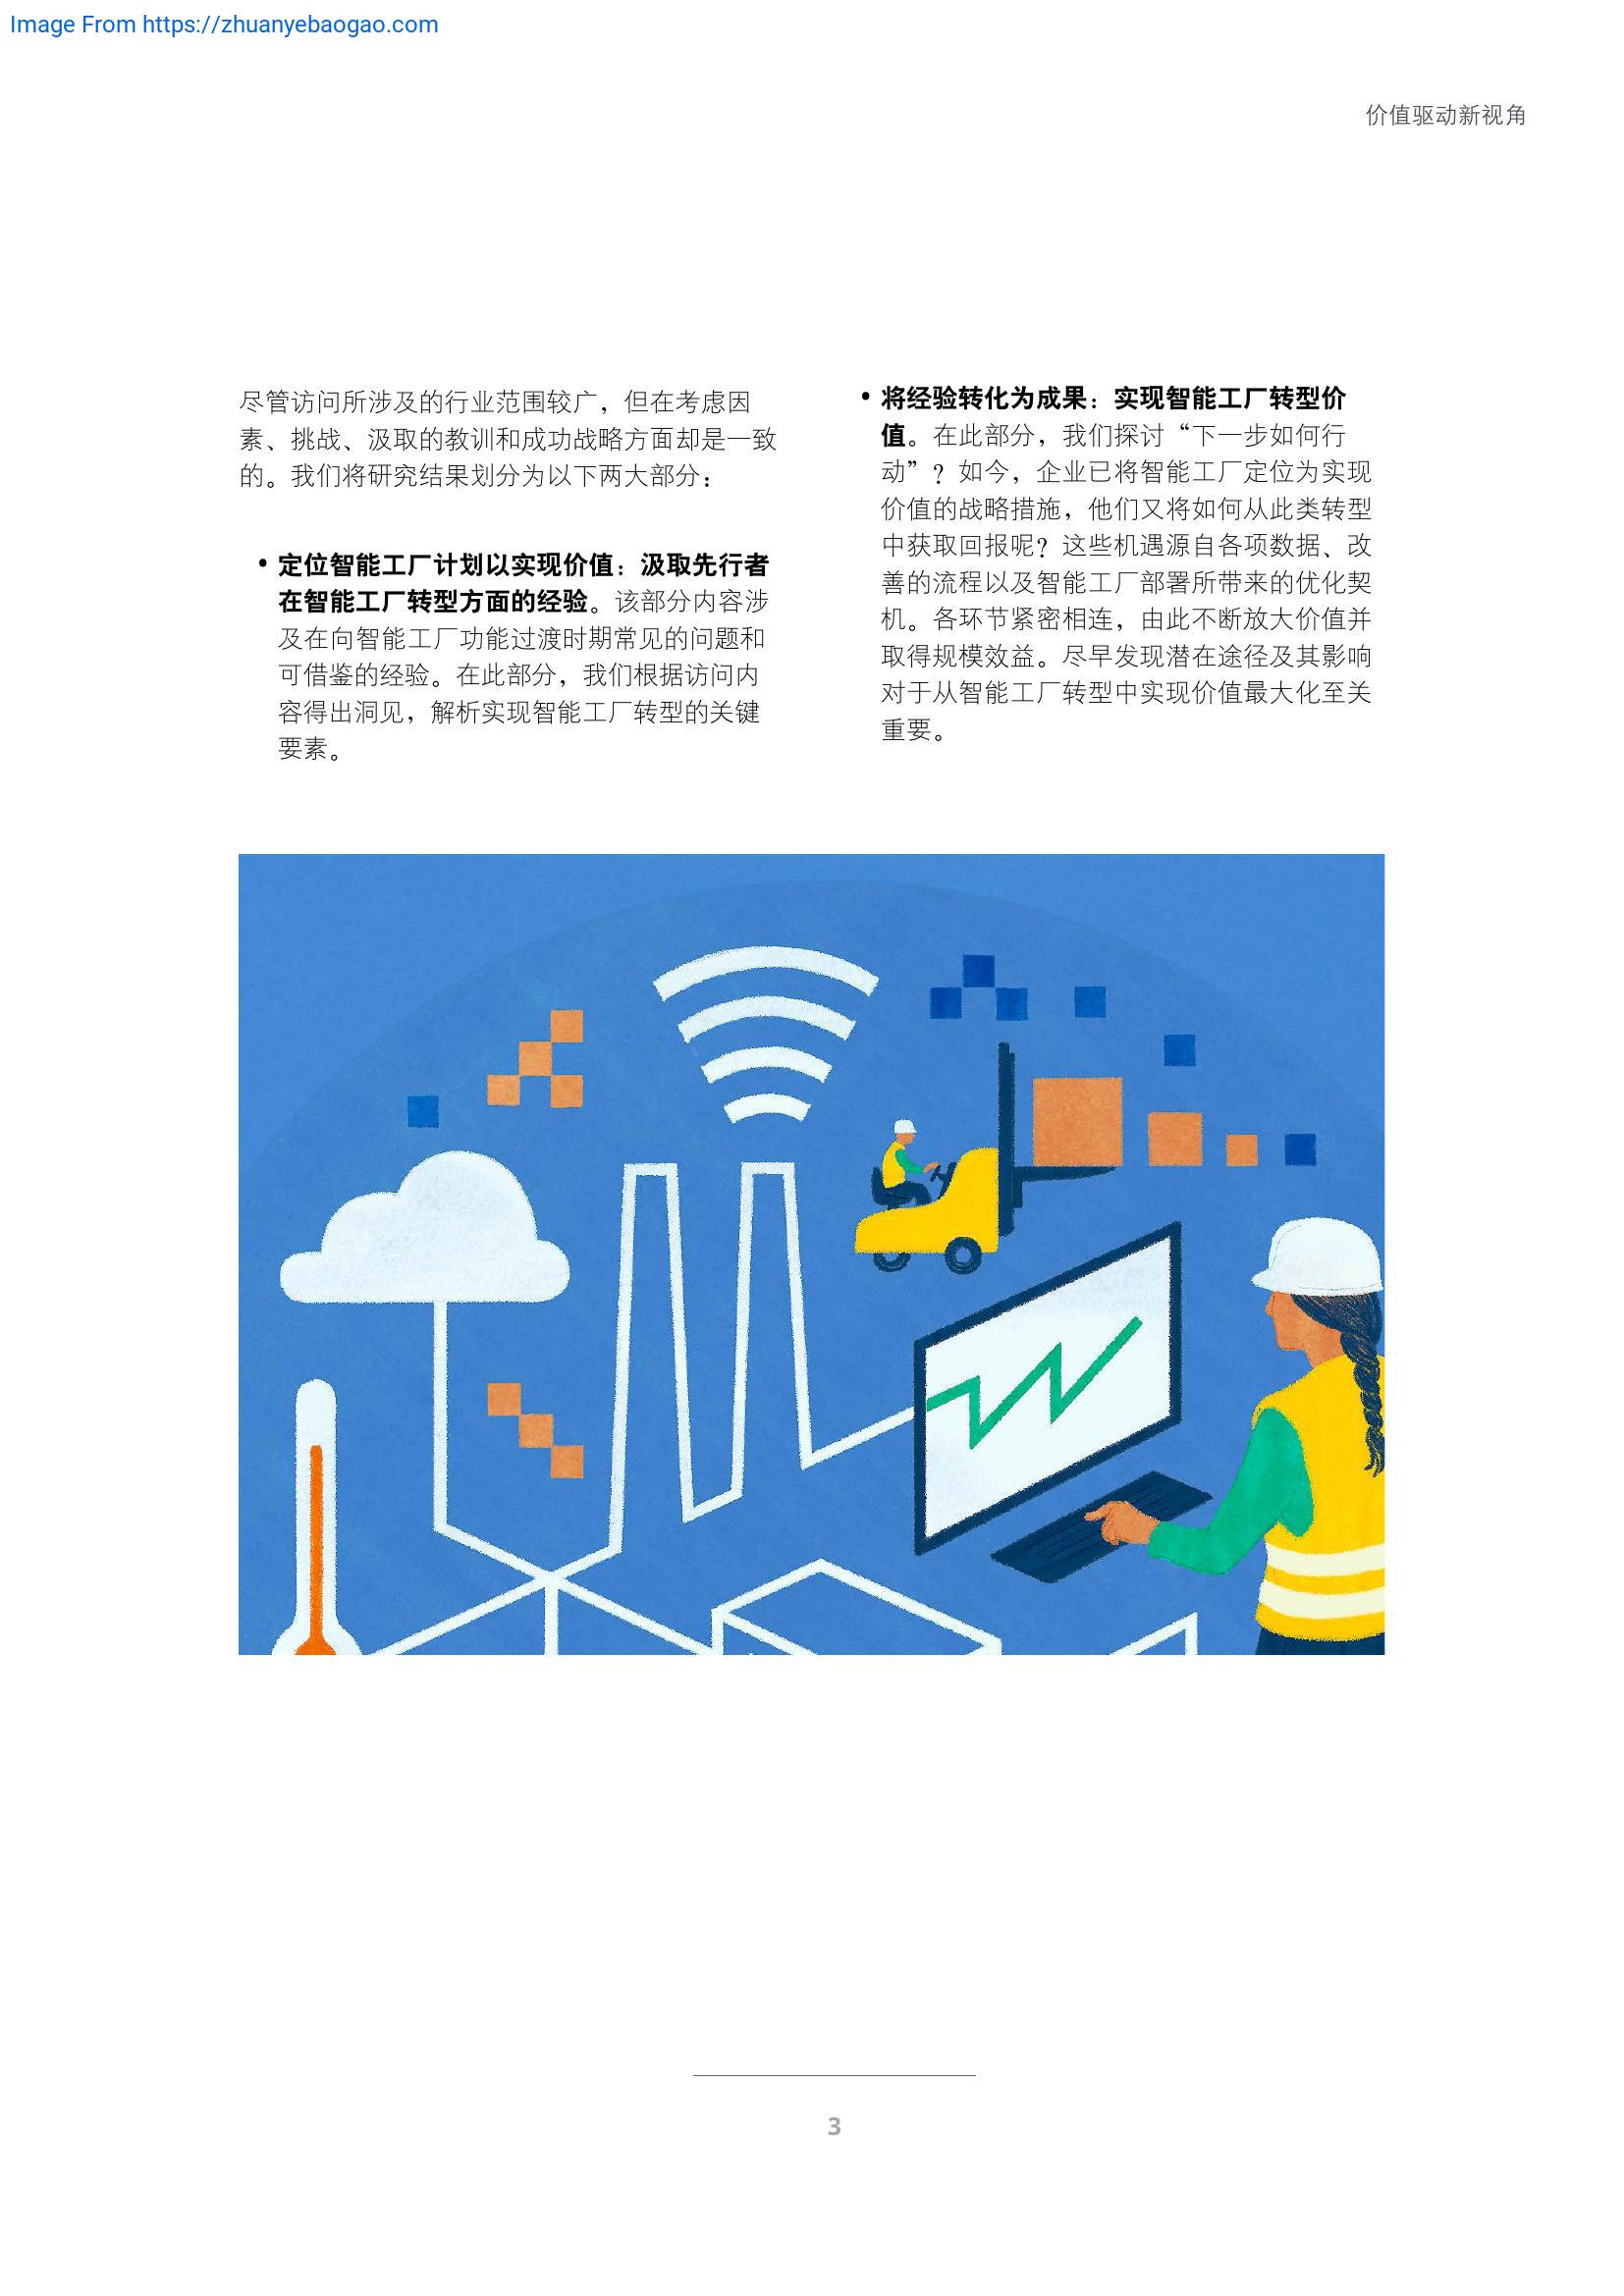 Image From https://zhuanyebaogao.com
价值驱动新视角
尽管访问所涉及的行业范围较广，但在考虑因
素、挑战、汲取的教训和成功战略方面却是一致
的。我们将研究结果划分为以下两大部分：
• 定位智能工厂计划以实现价值：汲取先行者
在智能工厂转型方面的经验。该部分内容涉
及在向智能工厂功能过渡时期常见的问题和
可借鉴的经验。在此部分，我们根据访问内
容得出洞见，解析实现智能工厂转型的关键
要素。
• 将经验转化为成果：实现智能工厂转型价
值。在此部分，我们探讨“下一步如何行
动”？如今，企业已将智能工厂定位为实现
价值的战略措施，他们又将如何从此类转型
中获取回报呢？这些机遇源自各项数据、改
善的流程以及智能工厂部署所带来的优化契
机。各环节紧密相连，由此不断放大价值并
取得规模效益。尽早发现潜在途径及其影响
对于从智能工厂转型中实现价值最大化至关
重要。
3